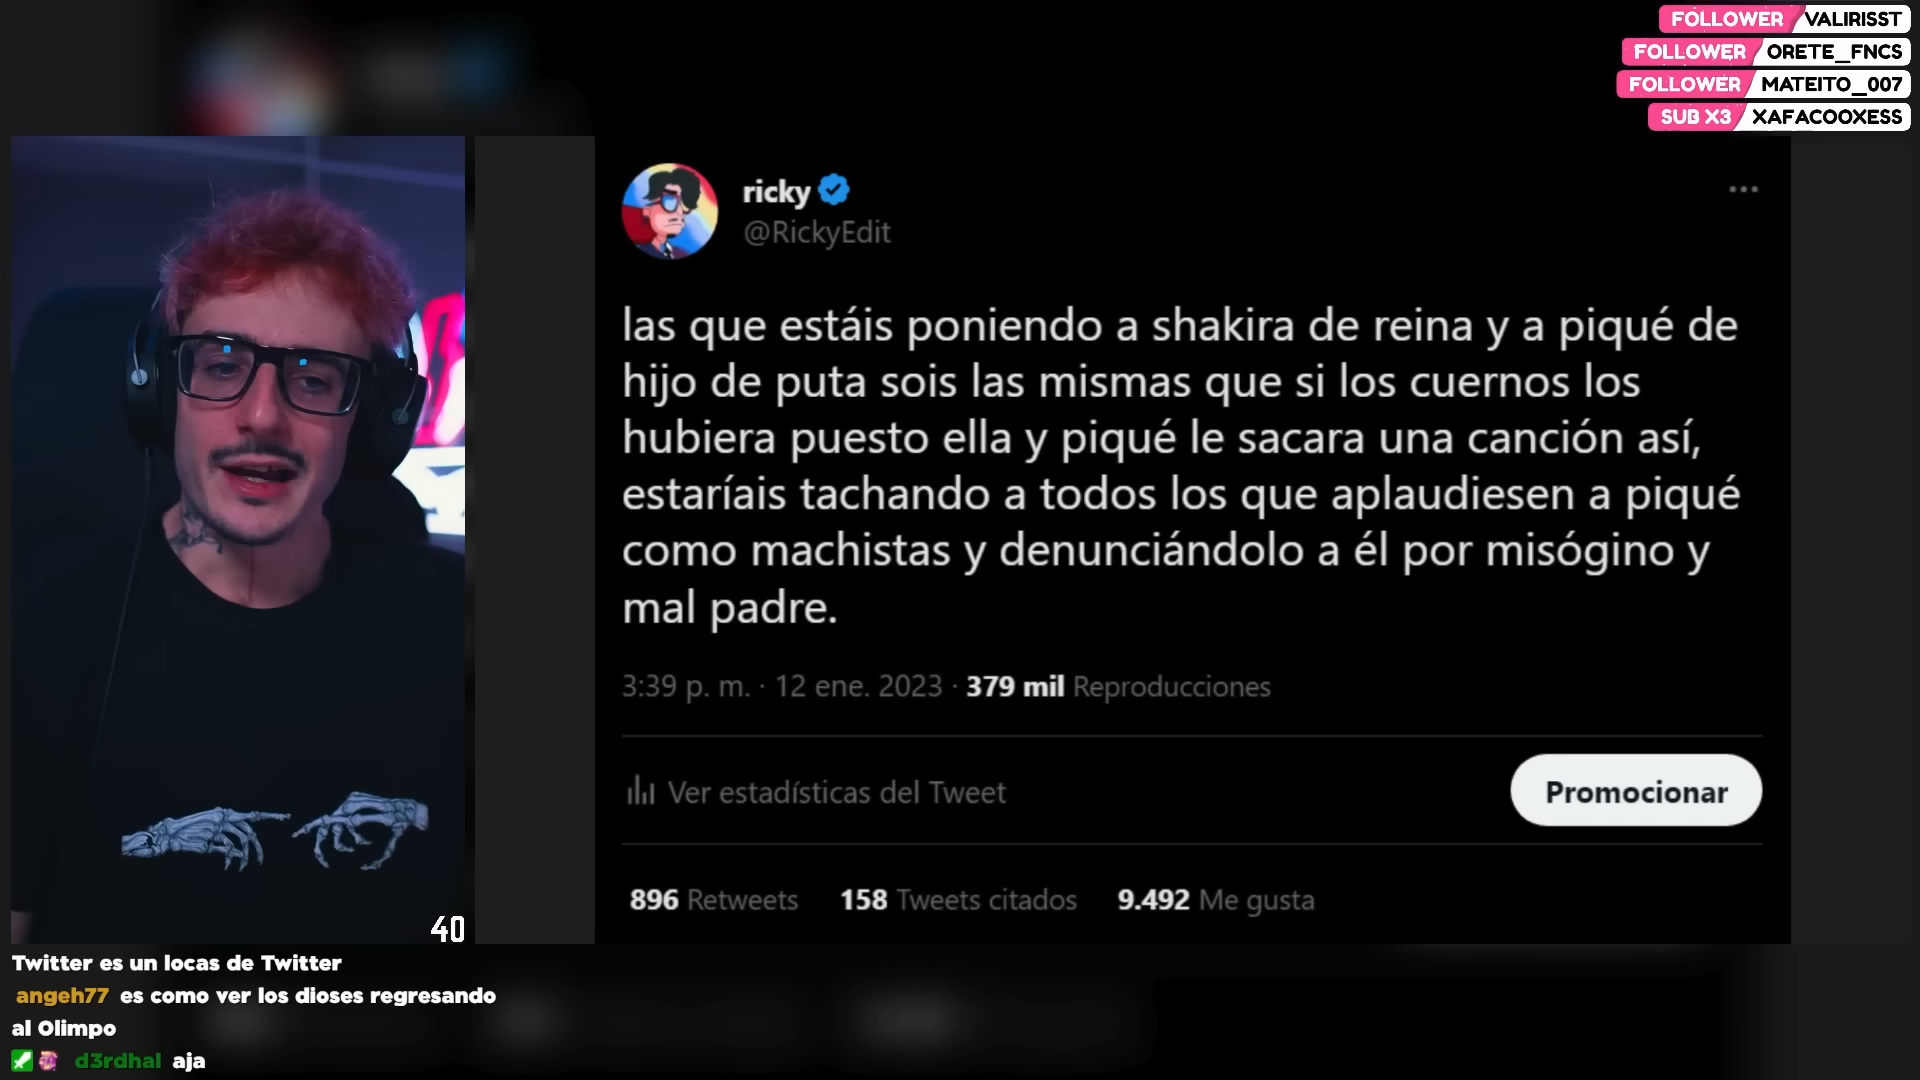 FOLLOWER VALIRISST
FOLLOWER ORETE_FNCS
FOLLOWER MATEITO_007
SUB X3 XAFACOOXESS
ricky
@RickyEdit
las que estáis poniendo a shakira de reina y a piqué de
hijo de puta sois las mismas que si los cuernos los
hubiera puesto ella y piqué le sacara una canción así,
estaríais tachando a todos los que aplaudiesen a piqué
como machistas y denunciándolo a él por misógino y
mal padre.
3:39 p. m. · 12 ene. 2023 · 379 mil Reproducciones
Ver estadísticas del Tweet
Promocionar
896 Retweets 158 Tweets citados 9.492 Me gusta
40
Twitter es un locas de Twitter
angeh77 es como ver los dioses regresando
al Olimpo
d3rdhal aja